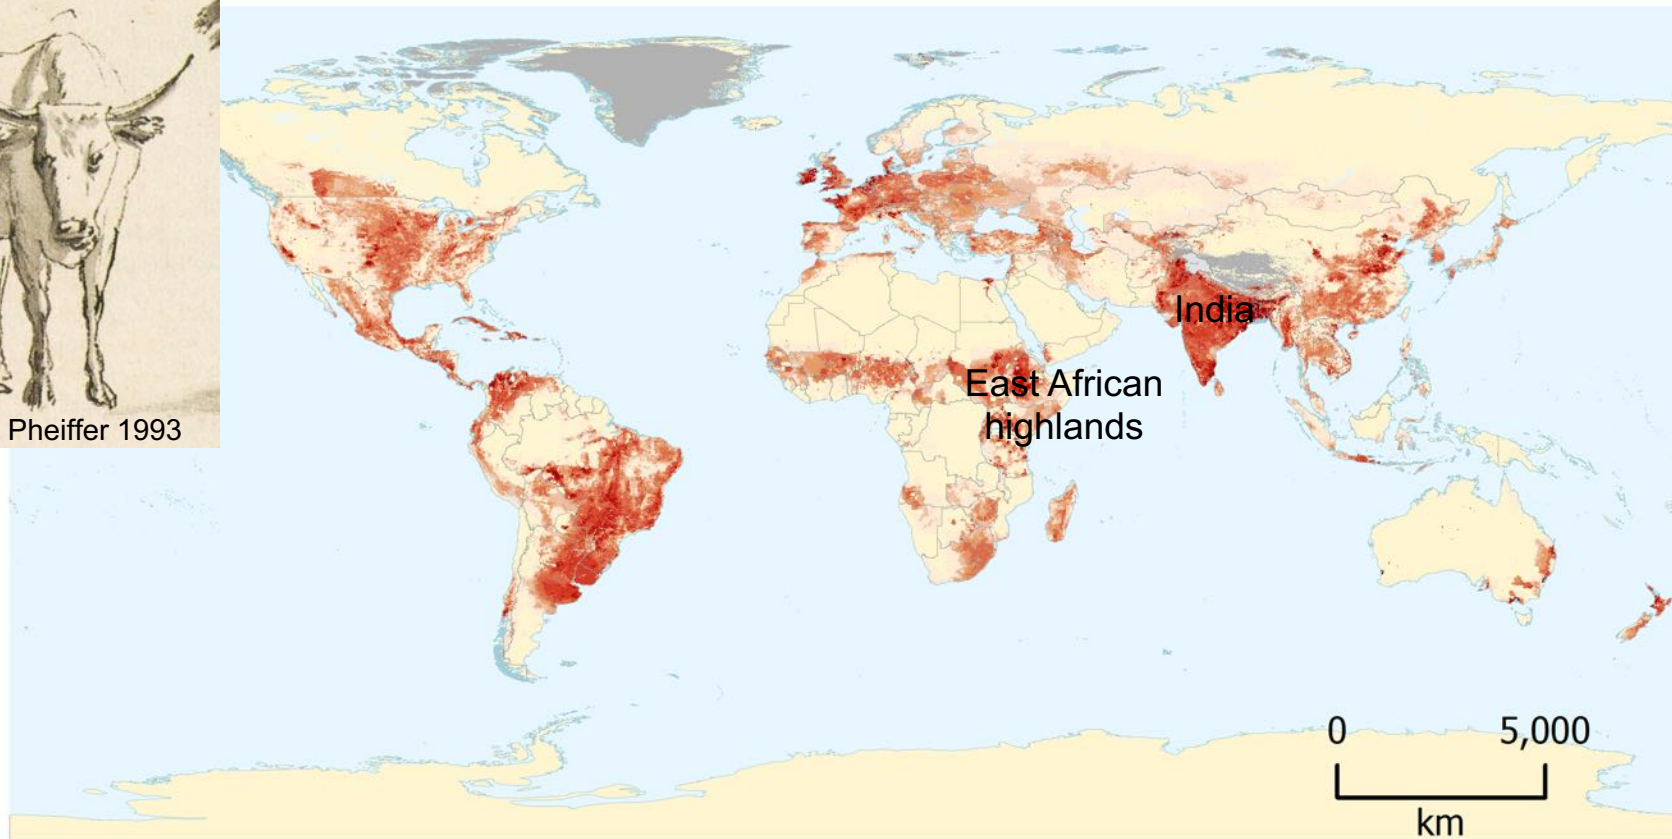 Pheiffer 1993
India
East African
highlands
0 5,000
km